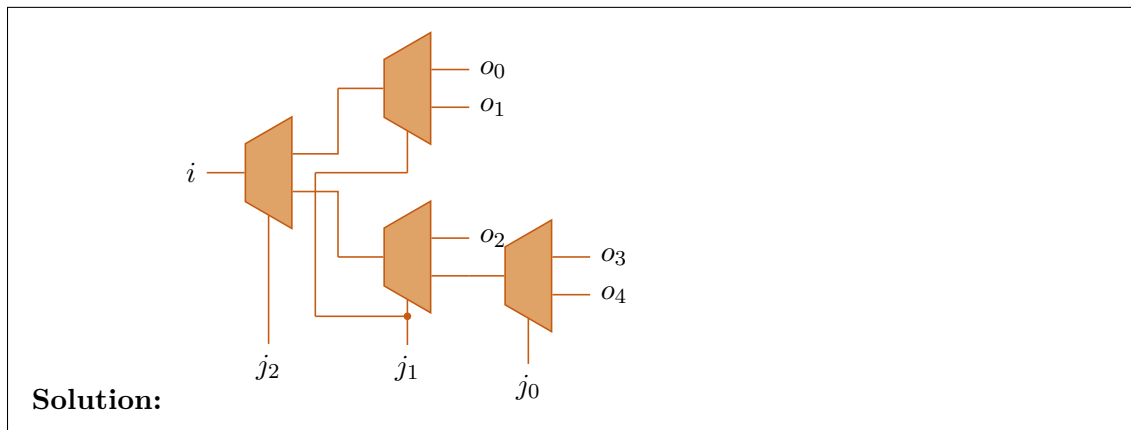 o₀
o₁
i
o₂
o₃
o₄
j₂
j₁
j₀
Solution: